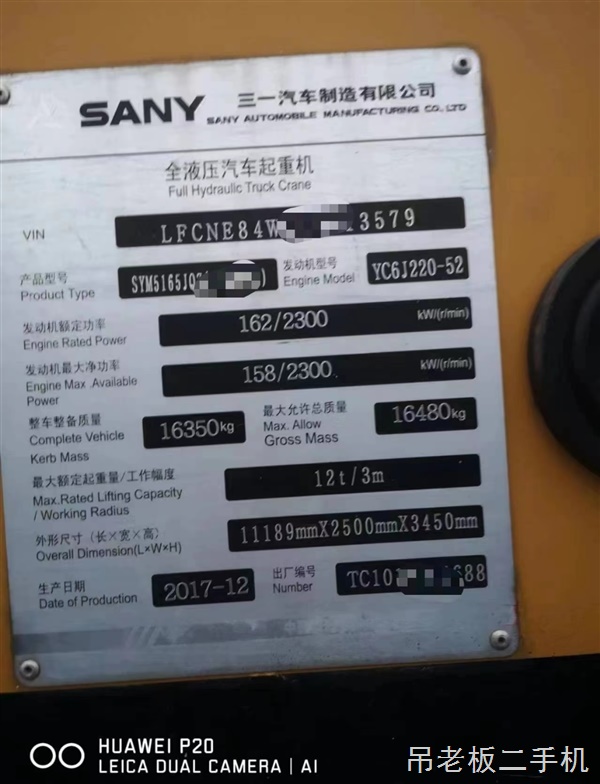 SANY 三一汽车制造有限公司
SANY AUTOMOBILE MANUFACTURING CO.,LTD
全液压汽车起重机
Full Hydraulic Truck Crane
VIN LFCNE84W 3579
产品型号 SYM5165JQ 发动机型号 YC6J220-52
Product Type Engine Model
发动机额定功率 162/2300 kW/(r/min)
Engine Rated Power
发动机最大净功率 158/2300 kW/(r/min)
Engine Max .Available
Power
整车整备质量 16350kg 最大允许总质量 16480kg
Complete Vehicle Max. Allow
Kerb Mass Gross Mass
最大额定起重量/工作幅度 12t/3m
Max.Rated Lifting Capacity
/ Working Radius
外形尺寸(长×宽×高) 11189mmX2500mmX3450mm
Overall Dimension(L×W×H)
生产日期 2017-12 出厂编号 TC10 88
Date of Production Number
HUAWEI P20
LEICA DUAL CAMERA | AI
吊老板二手机